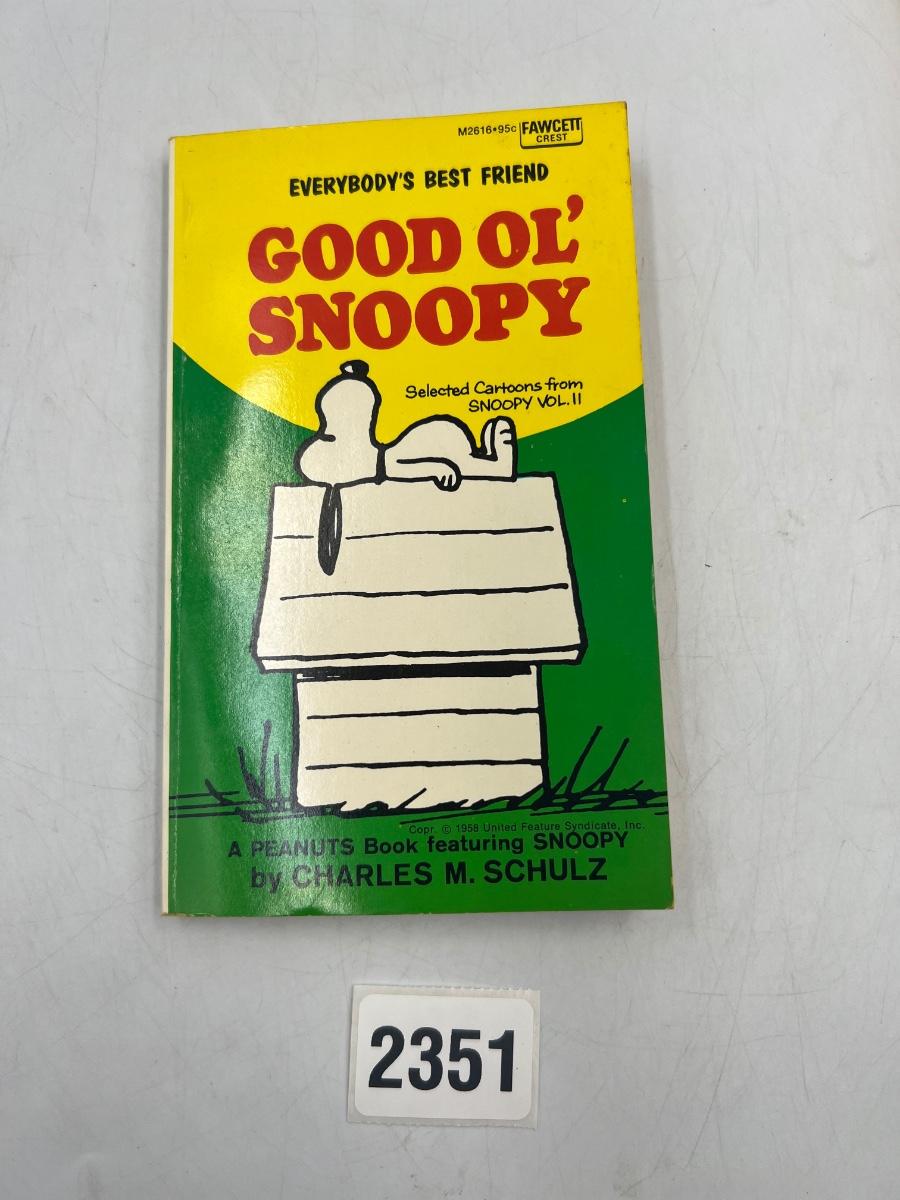 M2616•95c FAWCETT CREST
EVERYBODY'S BEST FRIEND
GOOD OL'
SNOOPY
Selected Cartoons from
SNOOPY VOL. II
Copr. © 1958 United Feature Syndicate, Inc.
A PEANUTS Book featuring SNOOPY
by CHARLES M. SCHULZ
2351